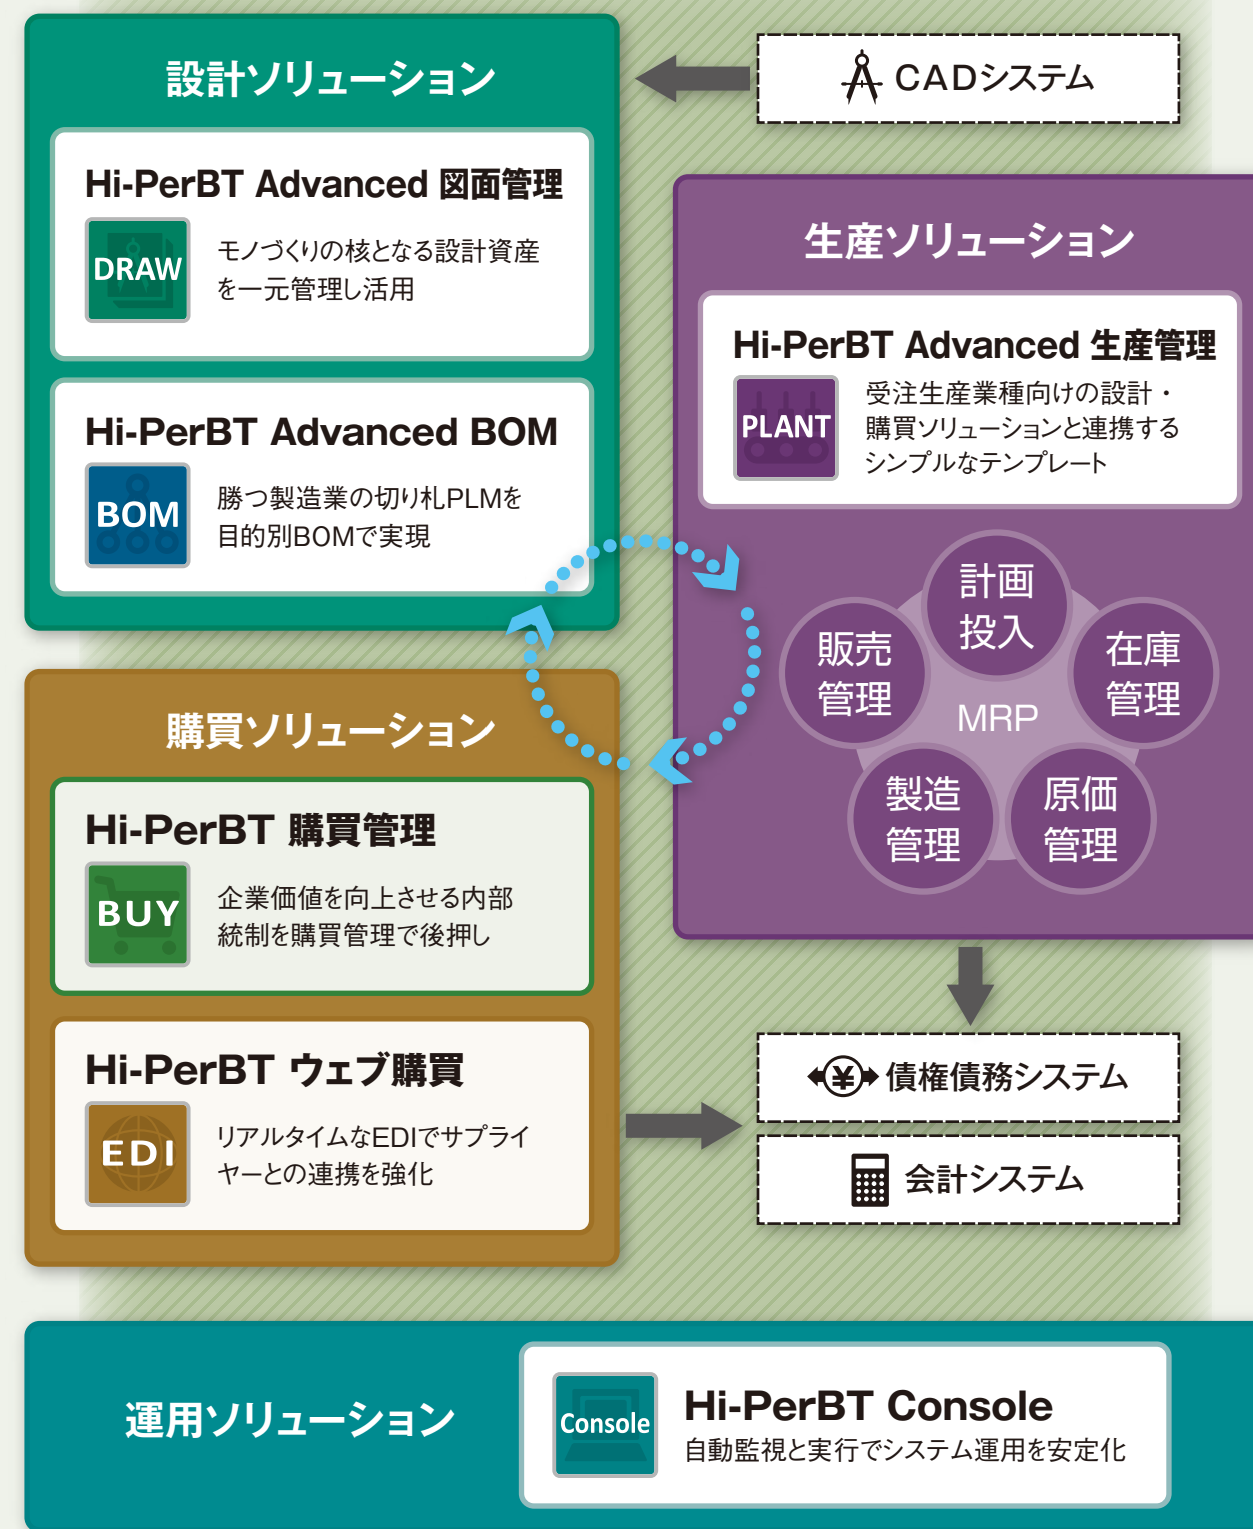 設計ソリューション
Hi-PerBT Advanced 図面管理
DRAW
モノづくりの核となる設計資産
を一元管理し活用
Hi-PerBT Advanced BOM
BOM
勝つ製造業の切り札PLMを
目的別BOMで実現
CADシステム
生産ソリューション
Hi-PerBT Advanced 生産管理
PLANT
受注生産業種向けの設計・
購買ソリューションと連携する
シンプルなテンプレート
計画
投入
販売
管理
在庫
管理
MRP
製造
管理
原価
管理
購買ソリューション
Hi-PerBT 購買管理
BUY
企業価値を向上させる内部
統制を購買管理で後押し
Hi-PerBT ウェブ購買
EDI
リアルタイムなEDIでサプライ
ヤーとの連携を強化
¥
債権債務システム
会計システム
運用ソリューション
Console
Hi-PerBT Console
自動監視と実行でシステム運用を安定化